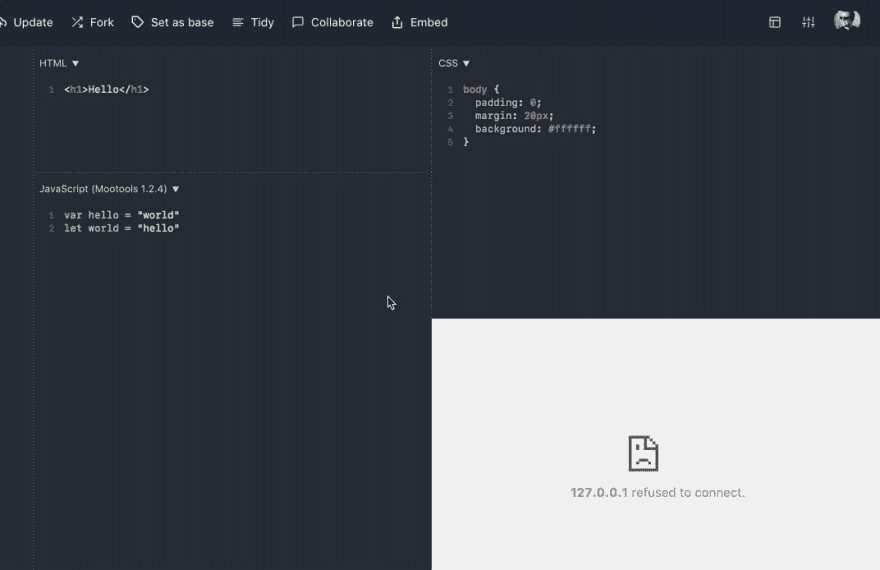 Update Fork Set as base Tidy Collaborate Embed
HTML ▼
1 <h1>Hello</h1>
JavaScript (Mootools 1.2.4) ▼
1 var hello = "world"
2 let world = "hello"
CSS ▼
1 body {
2 padding: 0;
3 margin: 20px;
4 background: #ffffff;
5 }
127.0.0.1 refused to connect.